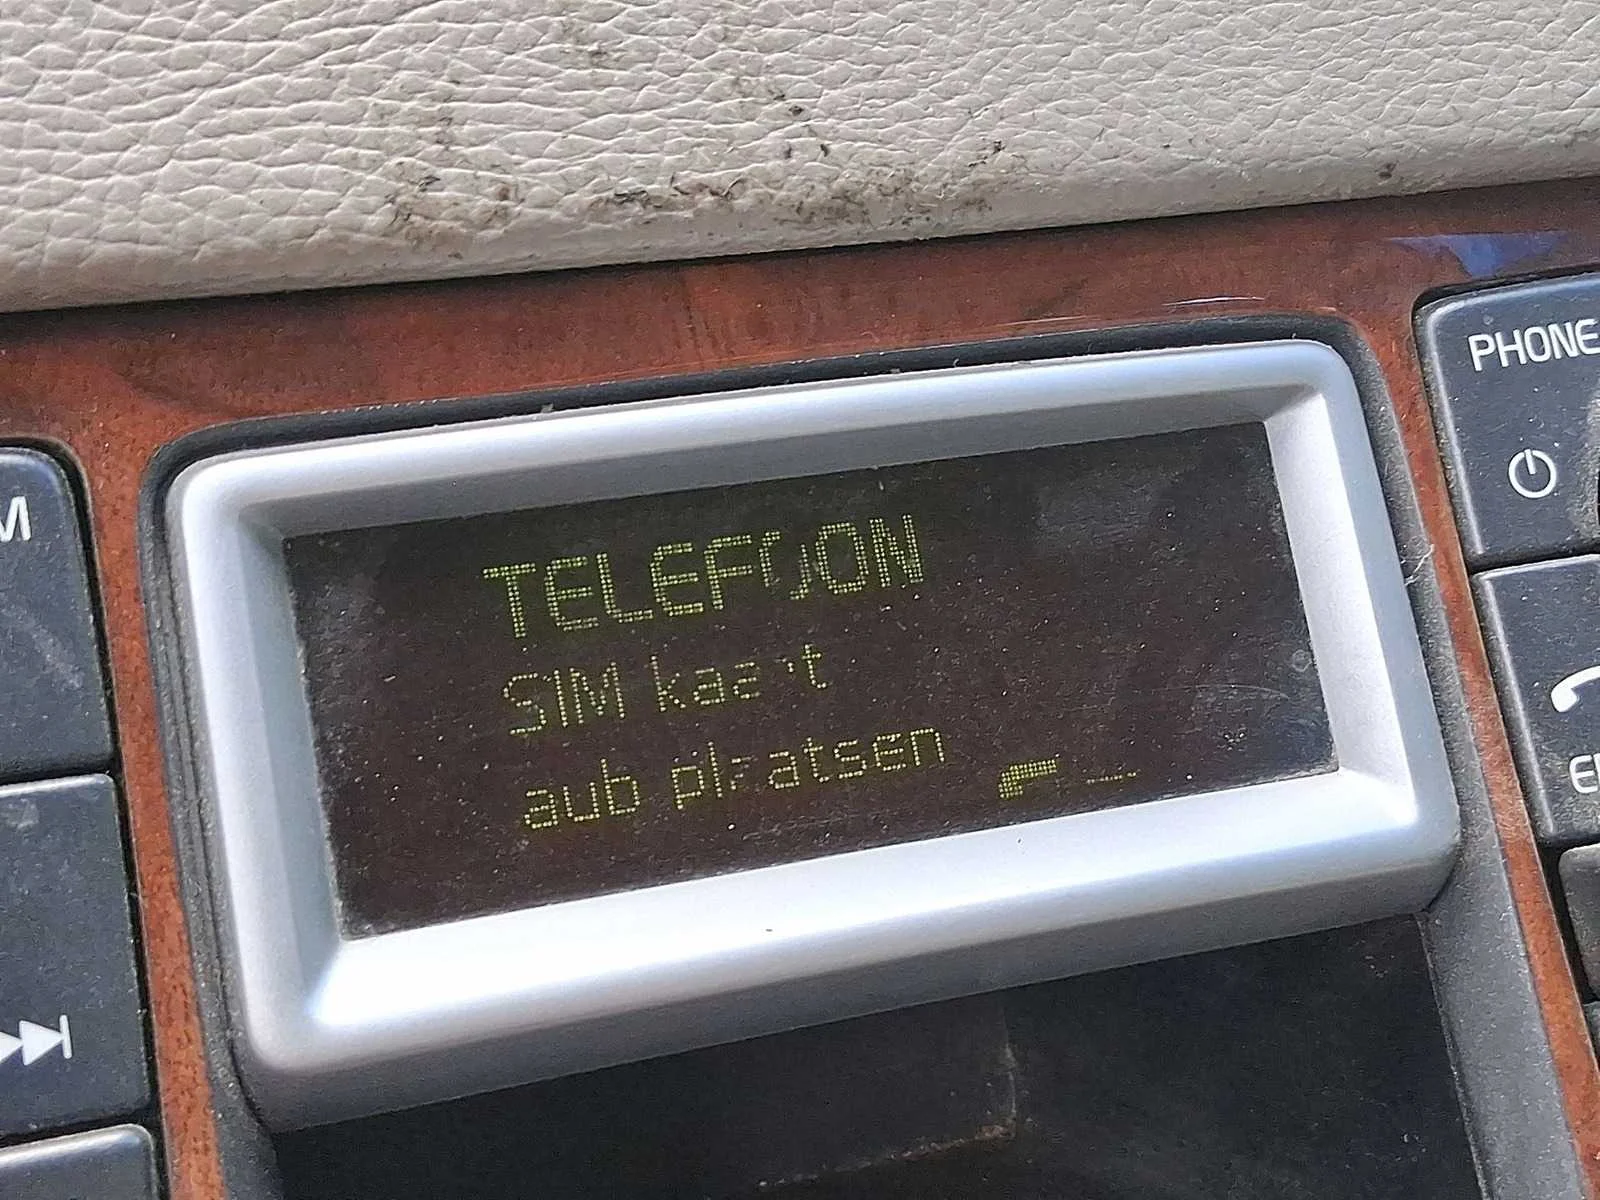 PHONE
M
TELEFOON
SIM kaart
aub plaatsen